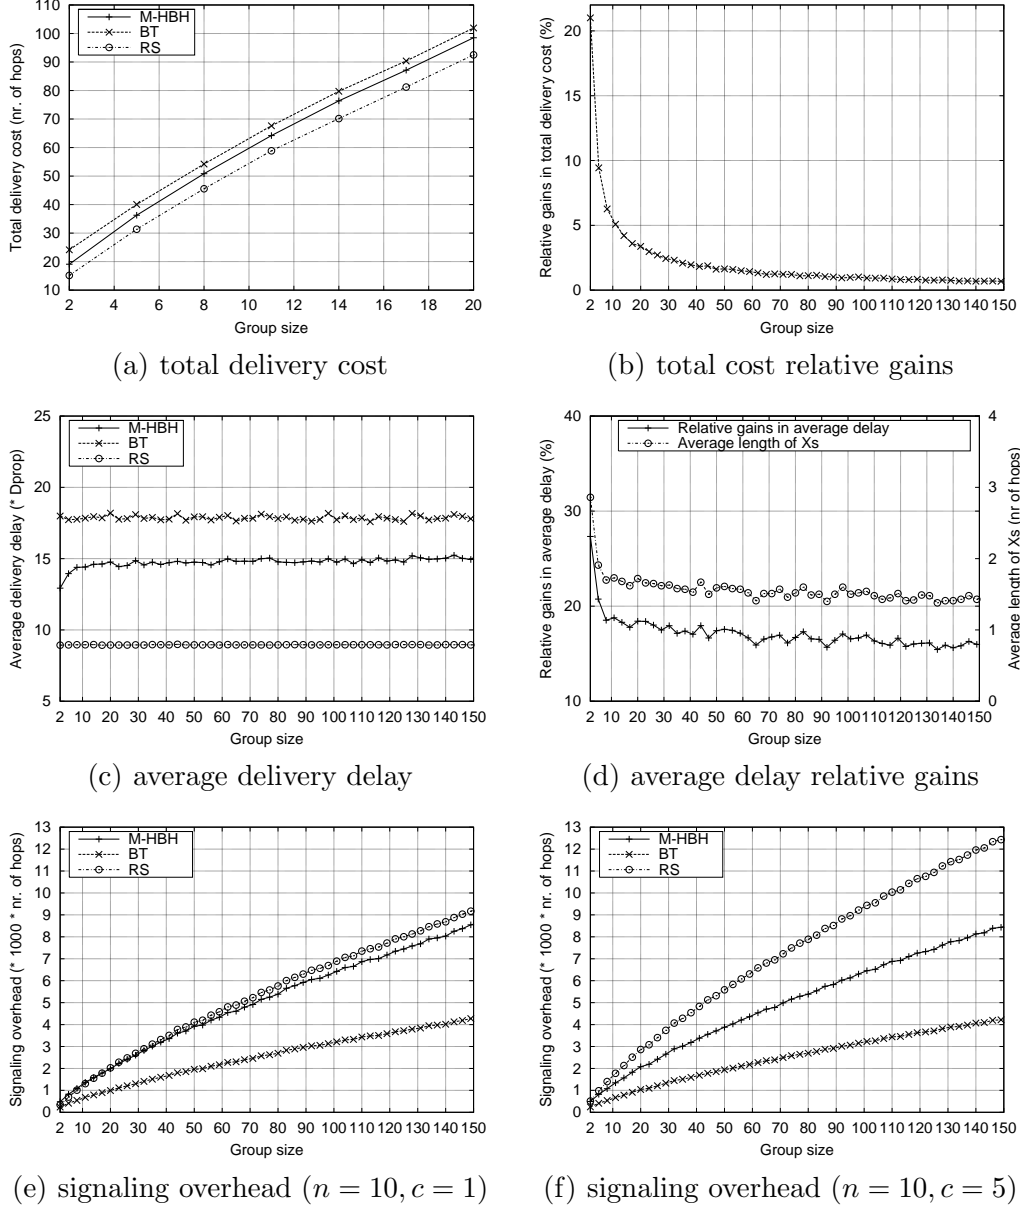 110
100
90
80
70
60
50
40
30
20
10
2 4 6 8 10 12 14 16 18 20
Total delivery cost (nr. of hops)
Group size
M-HBH
BT
RS
(a) total delivery cost
20
15
10
5
0
2 10 20 30 40 50 60 70 80 90 100 110 120 130 140 150
Relative gains in total delivery cost (%)
Group size
(b) total cost relative gains
25
20
15
10
5
2 10 20 30 40 50 60 70 80 90 100 110 120 130 140 150
Average delivery delay (* Dprop)
Group size
M-HBH
BT
RS
(c) average delivery delay
40
30
20
10
4
3
2
1
0
2 10 20 30 40 50 60 70 80 90 100 110 120 130 140 150
Relative gains in average delay (%)
Average length of Xs (nr of hops)
Group size
Relative gains in average delay
Average length of Xs
(d) average delay relative gains
13
12
11
10
9
8
7
6
5
4
3
2
1
0
2 10 20 30 40 50 60 70 80 90 100 110 120 130 140 150
Signaling overhead (* 1000 * nr. of hops)
Group size
M-HBH
BT
RS
(e) signaling overhead (n = 10, c = 1)
13
12
11
10
9
8
7
6
5
4
3
2
1
0
2 10 20 30 40 50 60 70 80 90 100 110 120 130 140 150
Signaling overhead (* 1000 * nr. of hops)
Group size
M-HBH
BT
RS
(f) signaling overhead (n = 10, c = 5)